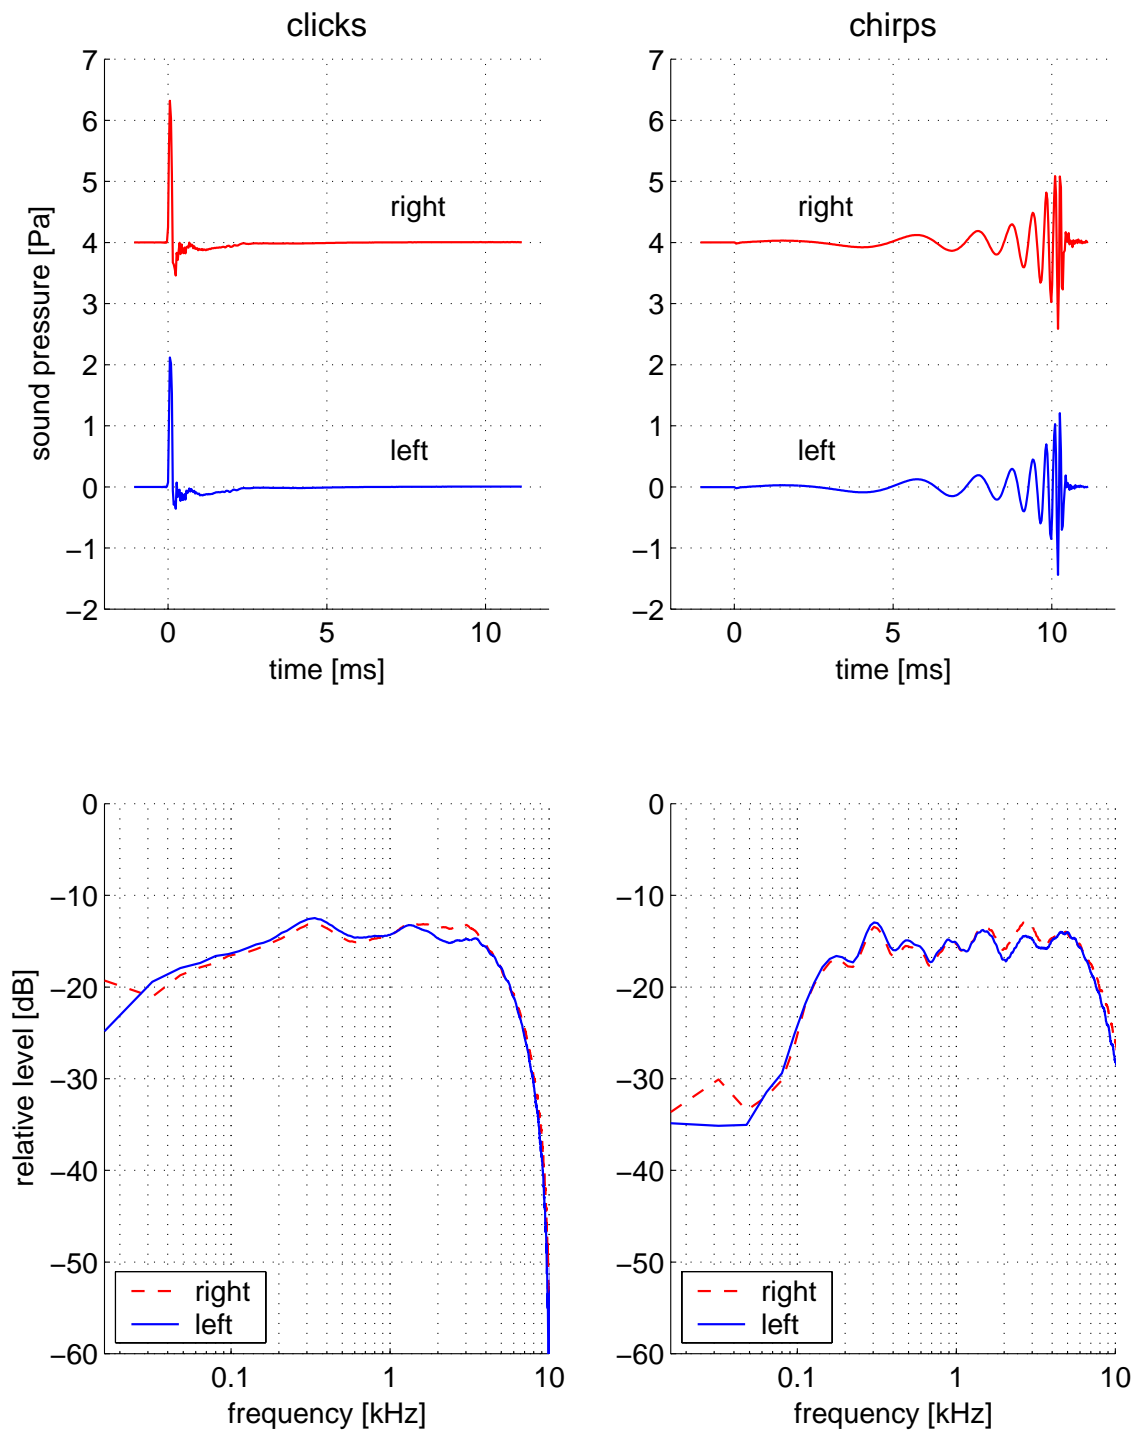 clicks
7
6
5
4
3
2
1
0
−1
−2
right
left
sound pressure [Pa]
0 5 10
time [ms]
chirps
7
6
5
4
3
2
1
0
−1
−2
right
left
0 5 10
time [ms]
0
−10
−20
−30
−40
−50
−60
relative level [dB]
right
left
0.1 1 10
frequency [kHz]
0
−10
−20
−30
−40
−50
−60
right
left
0.1 1 10
frequency [kHz]